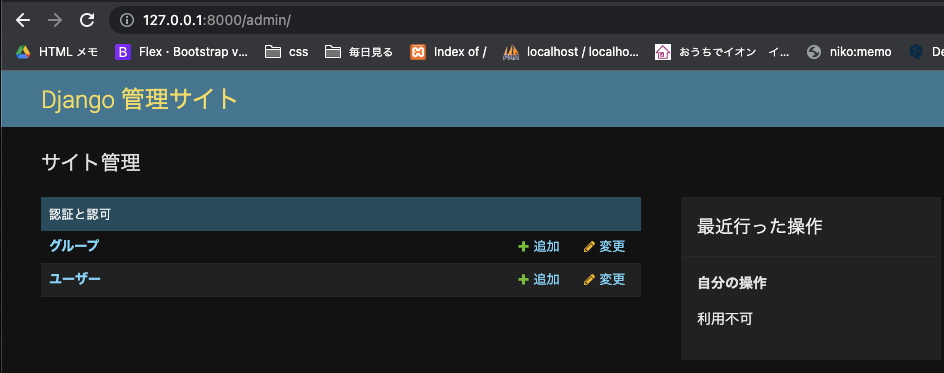 127.0.0.1:8000/admin/
HTML メモ Flex · Bootstrap v... css 毎日見る Index of / localhost / localho... おうちでイオン イ... niko:memo De
Django 管理サイト
サイト管理
認証と認可
グループ 追加 変更
ユーザー 追加 変更
最近行った操作
自分の操作
利用不可